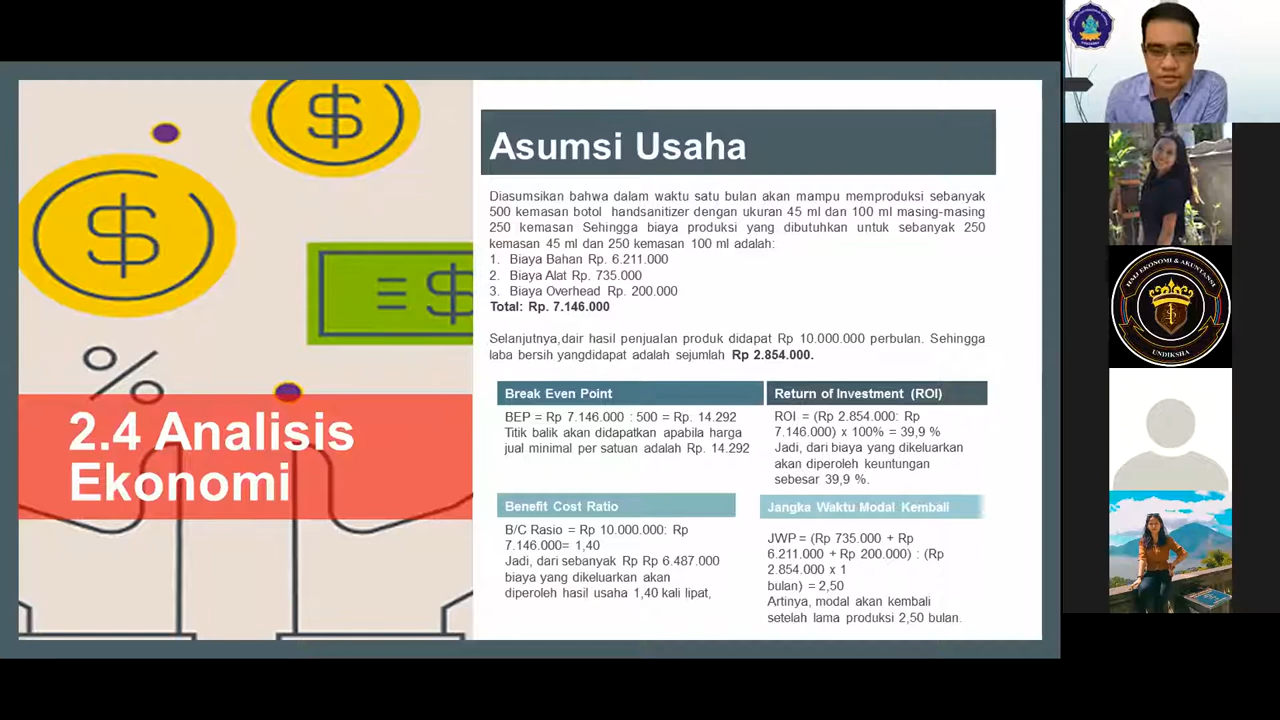 Asumsi Usaha
Diasumsikan bahwa dalam waktu satu bulan akan mampu memproduksi sebanyak
500 kemasan botol handsanitizer dengan ukuran 45 ml dan 100 ml masing-masing
250 kemasan Sehingga biaya produksi yang dibutuhkan untuk sebanyak 250
kemasan 45 ml dan 250 kemasan 100 ml adalah:
1. Biaya Bahan Rp. 6.211.000
2. Biaya Alat Rp. 735.000
3. Biaya Overhead Rp. 200.000
Total: Rp. 7.146.000
Selanjutnya,dair hasil penjualan produk didapat Rp 10.000.000 perbulan. Sehingga
laba bersih yangdidapat adalah sejumlah Rp 2.854.000.
2.4 Analisis
Ekonomi
Break Even Point
BEP = Rp 7.146.000 : 500 = Rp. 14.292
Titik balik akan didapatkan apabila harga
jual minimal per satuan adalah Rp. 14.292
Return of Investment (ROI)
ROI = (Rp 2.854.000: Rp
7.146.000) x 100% = 39,9 %
Jadi, dari biaya yang dikeluarkan
akan diperoleh keuntungan
sebesar 39,9 %.
Benefit Cost Ratio
B/C Rasio = Rp 10.000.000: Rp
7.146.000= 1,40
Jadi, dari sebanyak Rp Rp 6.487.000
biaya yang dikeluarkan akan
diperoleh hasil usaha 1,40 kali lipat,
Jangka Waktu Modal Kembali
JWP = (Rp 735.000 + Rp
6.211.000 + Rp 200.000) : (Rp
2.854.000 x 1
bulan) = 2,50
Artinya, modal akan kembali
setelah lama produksi 2,50 bulan.
HMJ EKONOMI & AKUNTANSI
UNDIKSHA